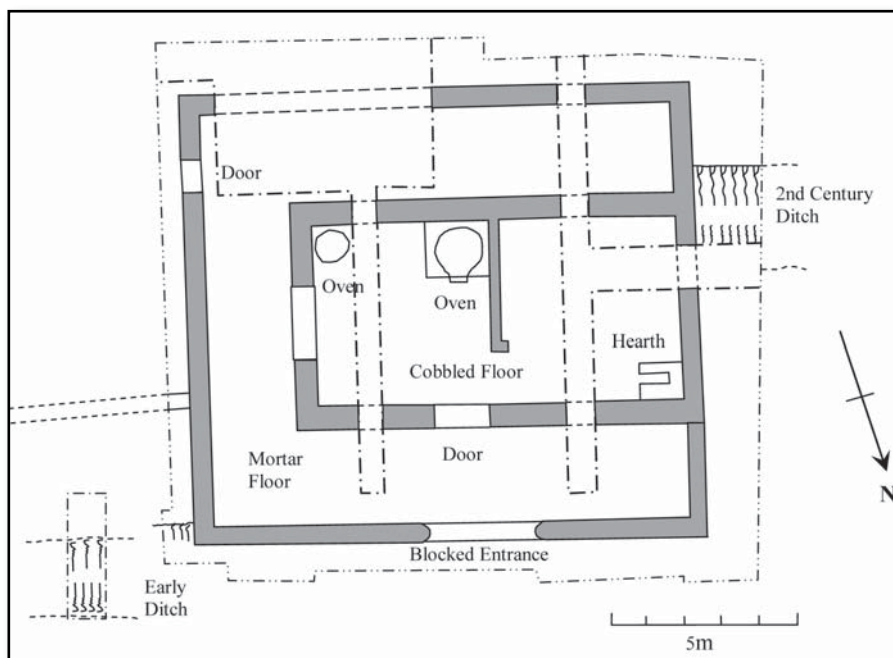 Door
2nd Century
Ditch
Oven
Oven
Hearth
Cobbled Floor
Mortar
Floor
Door
N
Blocked Entrance
Early
Ditch
5m